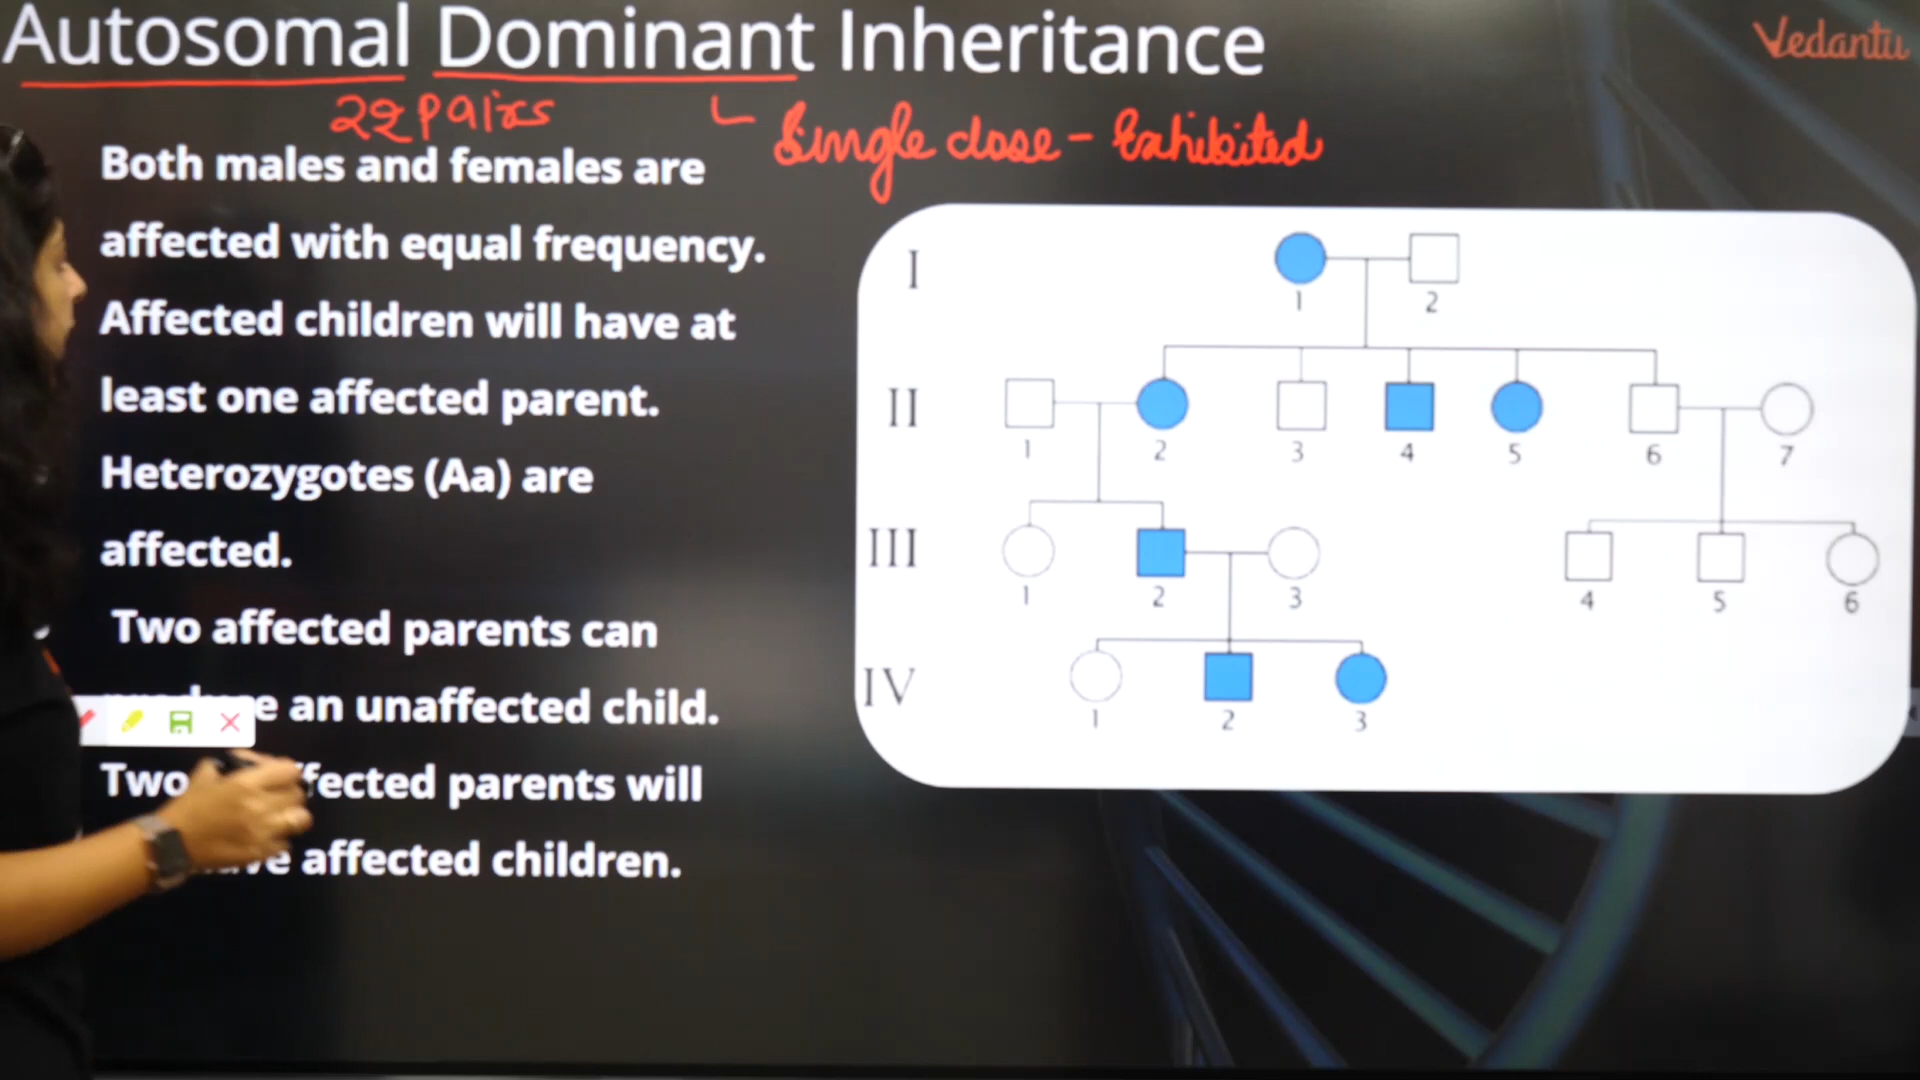 Autosomal Dominant Inheritance
Vedantu
22 pairs
Single dose - Exhibited
Both males and females are
affected with equal frequency.
Affected children will have at
least one affected parent.
Heterozygotes (Aa) are
affected.
Two affected parents can
an unaffected child.
Two parents will
affected children.
I
1 2
II
1 2 3 4 5 6 7
III
1 2 3 4 5 6
IV
1 2 3